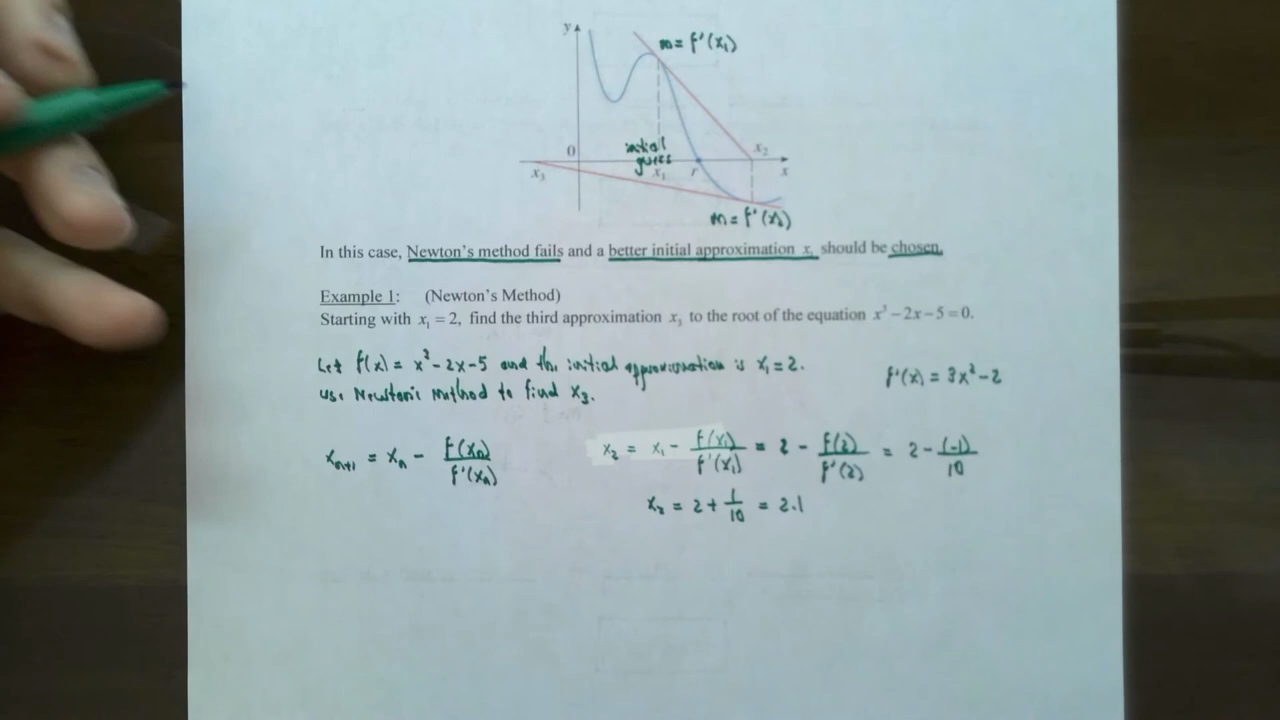 y
m = f'(x₁)
0
initial
guess
x₂
x₃
x₁
r
x
m = f'(x₂)
In this case, Newton's method fails and a better initial approximation x₁ should be chosen.
Example 1: (Newton's Method)
Starting with x₁ = 2, find the third approximation x₃ to the root of the equation x³ − 2x − 5 = 0.
Let f(x) = x³ − 2x − 5 and the initial approximation is x₁ = 2.
Use Newton's Method to find x₃.
f'(x) = 3x² − 2
xₙ₊₁ = xₙ − f(xₙ)/f'(xₙ)
x₂ = x₁ − f(x₁)/f'(x₁) = 2 − f(2)/f'(2) = 2 − (-1)/10
x₂ = 2 + 1/10 = 2.1